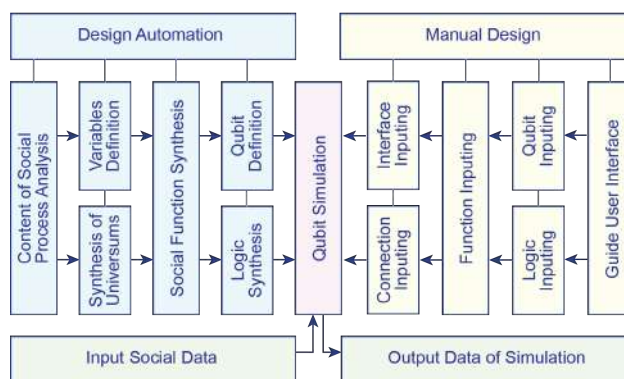 Design Automation
Manual Design
Content of Social
Process Analysis
Variables
Definition
Synthesis of
Universums
Social Function Synthesis
Qubit
Definition
Logic
Synthesis
Qubit Simulation
Interface
Inputing
Connection
Inputing
Function Inputing
Qubit
Inputing
Logic
Inputing
Guide User Interface
Input Social Data
Output Data of Simulation